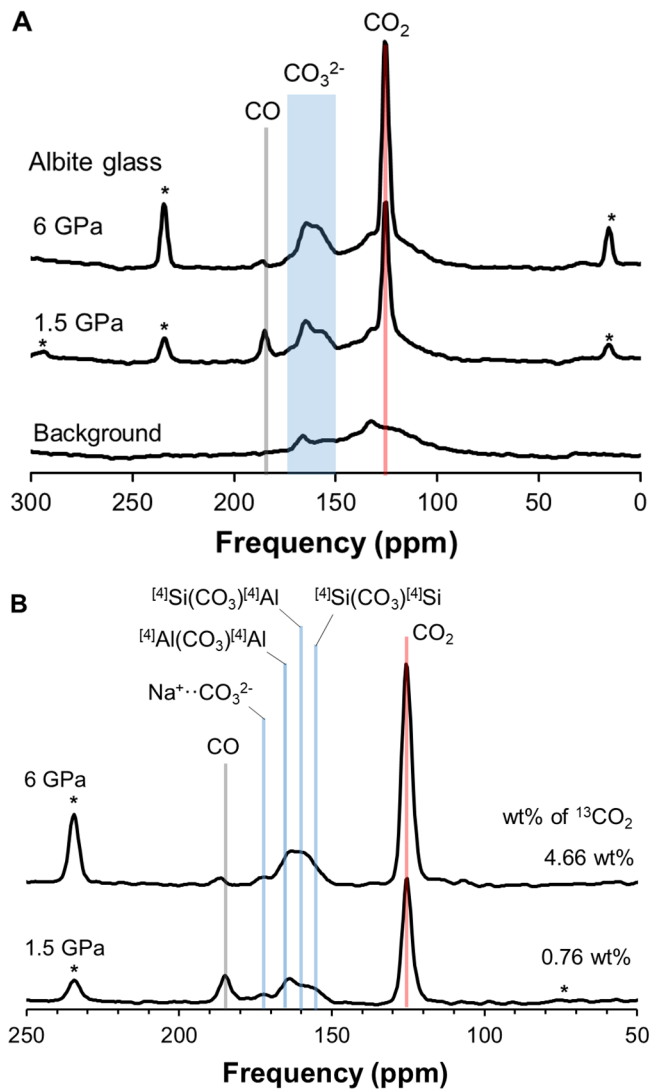 A
CO₂
CO₃²⁻
CO
Albite glass
*
*
6 GPa
1.5 GPa
*
*
*
Background
300 250 200 150 100 50 0
Frequency (ppm)
B
[4]Si(CO₃)[4]Al [4]Si(CO₃)[4]Si
[4]Al(CO₃)[4]Al CO₂
Na⁺··CO₃²⁻
CO
6 GPa
*
wt% of ¹³CO₂
4.66 wt%
1.5 GPa
0.76 wt%
*
*
250 200 150 100 50
Frequency (ppm)